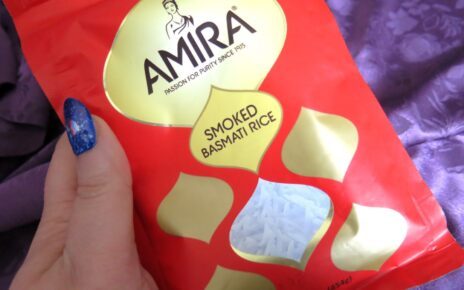 AMIRA®
PASSION FOR PURITY SINCE 1915
SMOKED
BASMATI RICE